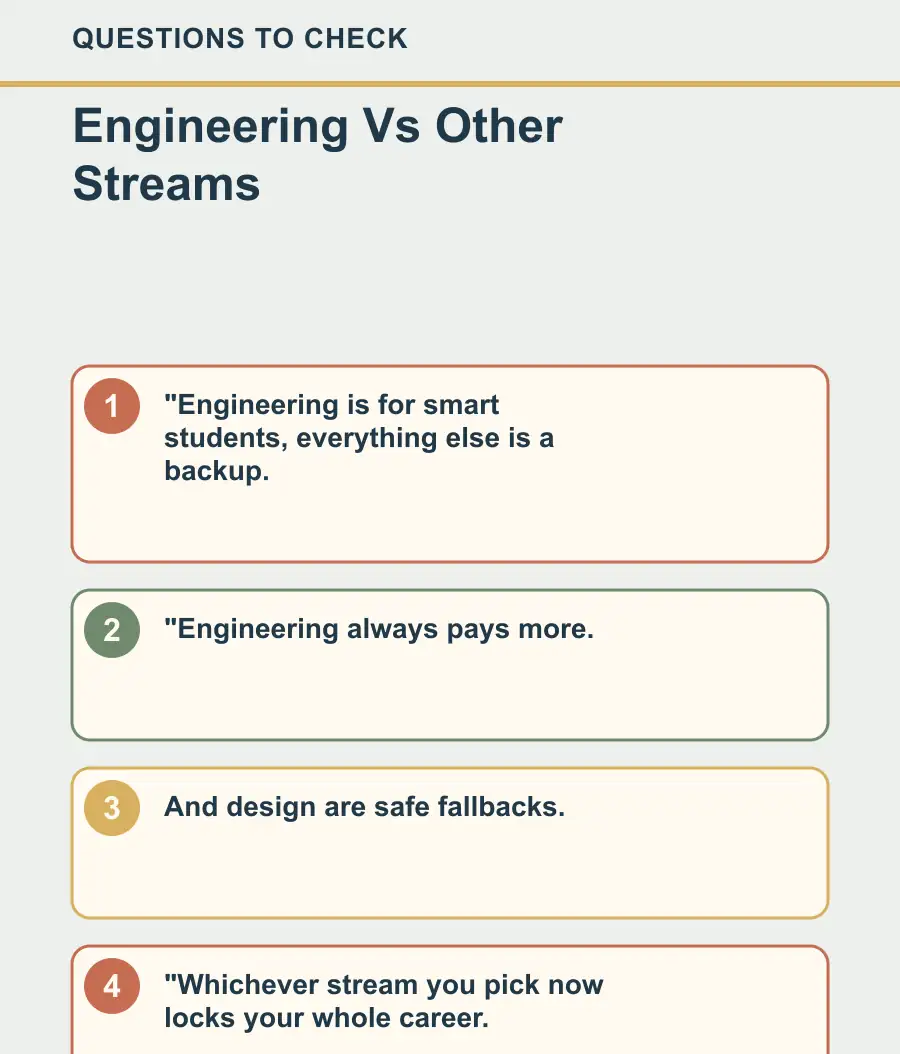 QUESTIONS TO CHECK
Engineering Vs Other
Streams
1
"Engineering is for smart
students, everything else is a
backup.
2
"Engineering always pays more.
3
And design are safe fallbacks.
4
"Whichever stream you pick now
locks your whole career.